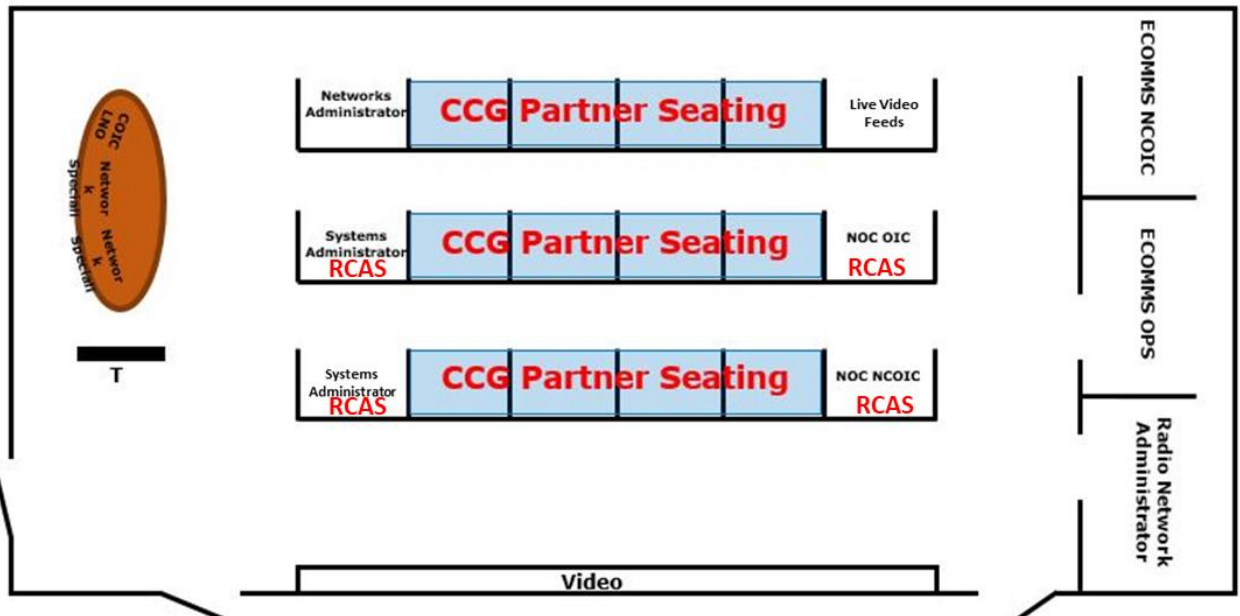 Networks
Administrator
CCG Partner Seating
Live Video
Feeds
ECOMMS NCOIC
COIC
LNO
Networ
k
Speciali
Networ
k
Speciali
Systems
Administrator
RCAS
CCG Partner Seating
NOC OIC
RCAS
ECOMMS OPS
T
Systems
Administrator
RCAS
CCG Partner Seating
NOC NCOIC
RCAS
Radio Network
Administrator
Video